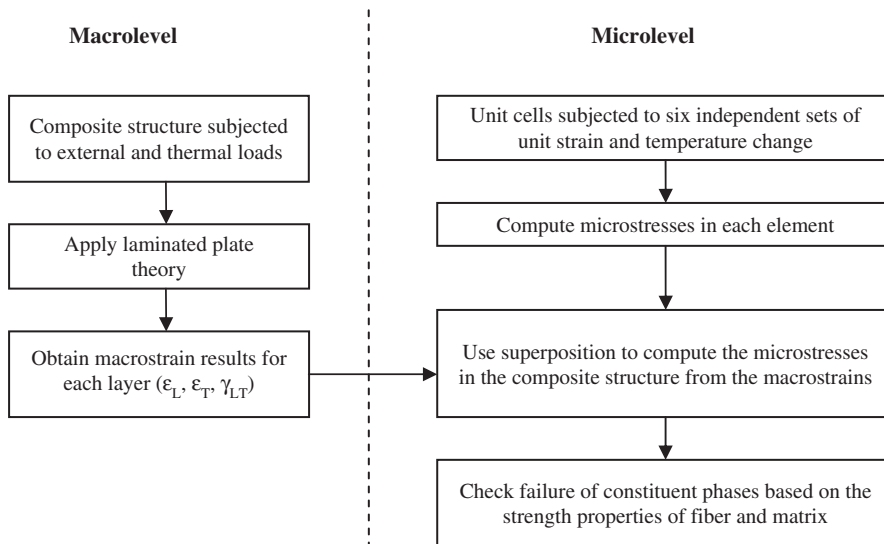 Macrolevel
Composite structure subjected
to external and thermal loads
Apply laminated plate
theory
Obtain macrostrain results for
each layer (εL, εT, γLT)
Microlevel
Unit cells subjected to six independent sets of
unit strain and temperature change
Compute microstresses in each element
Use superposition to compute the microstresses
in the composite structure from the macrostrains
Check failure of constituent phases based on the
strength properties of fiber and matrix